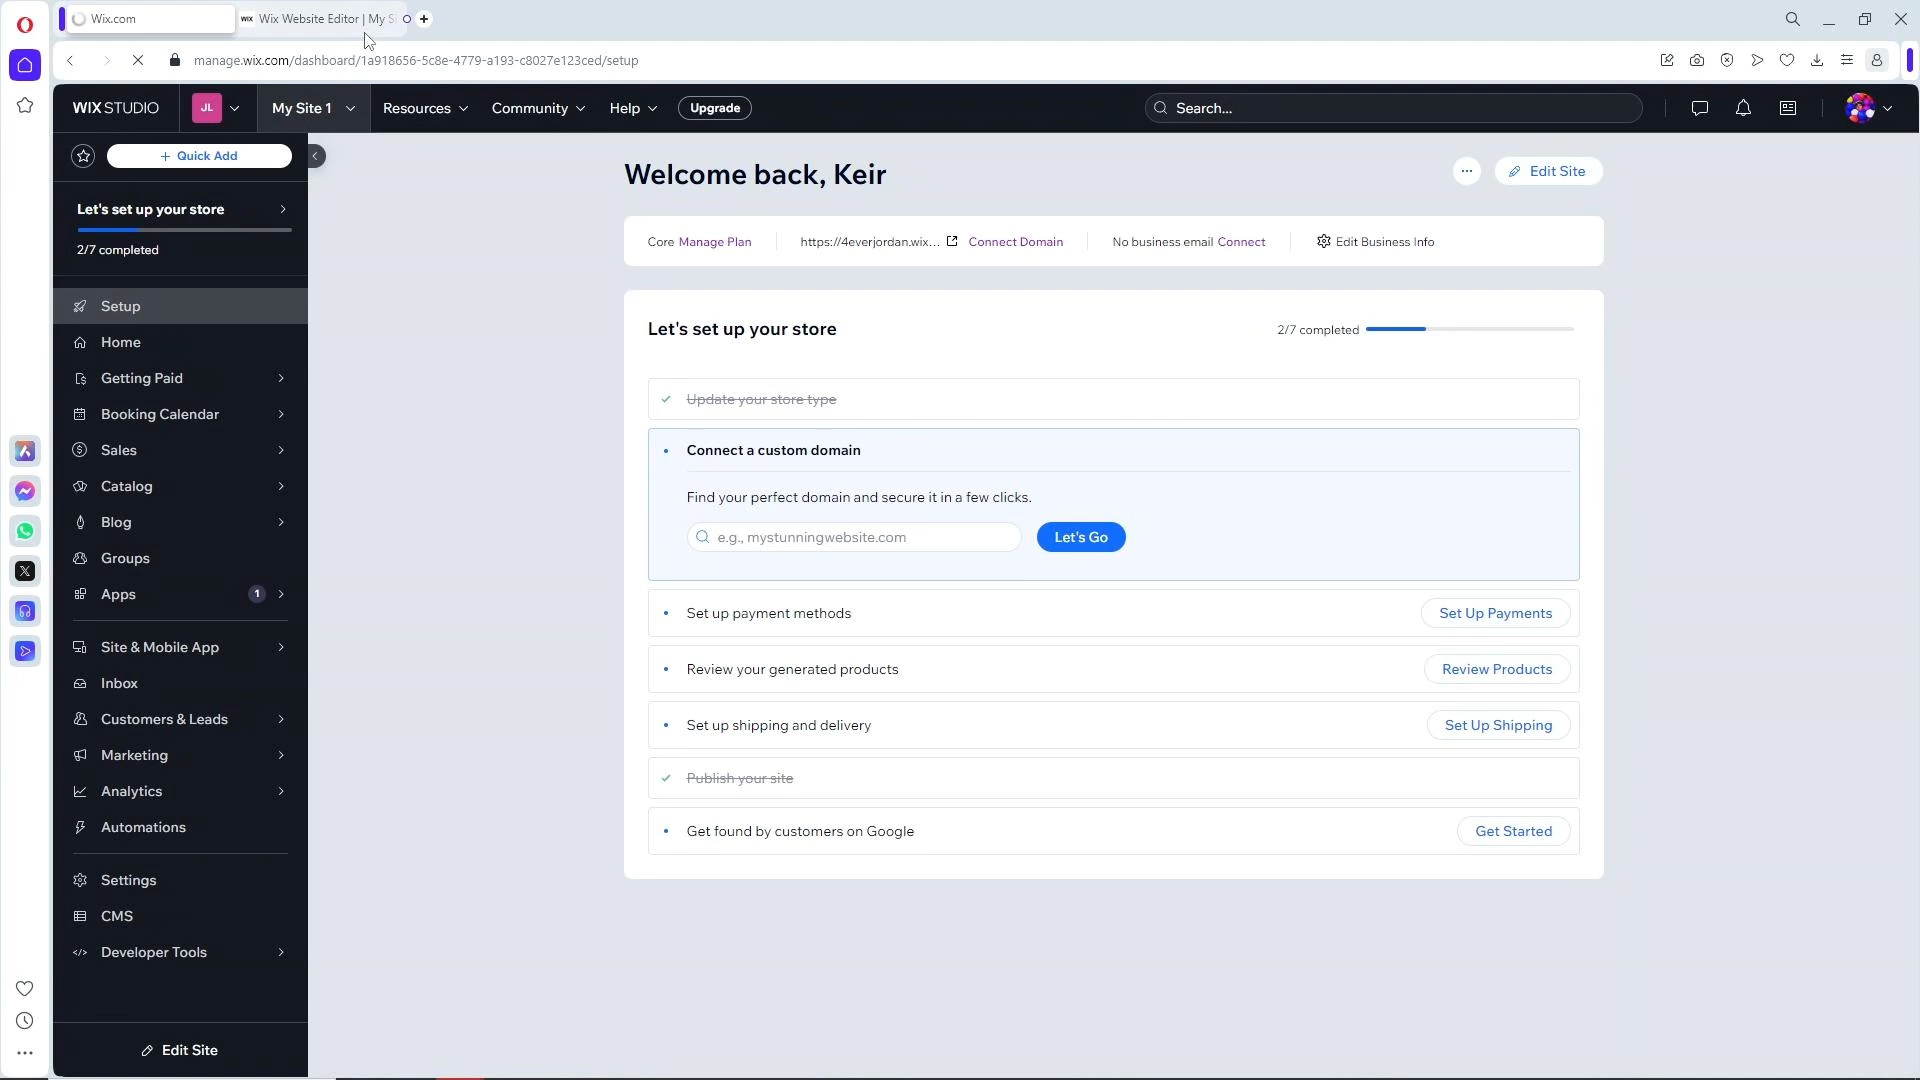 Wix.com
WIX Wix Website Editor | My S
manage.wix.com/dashboard/1a918656-5c8e-4779-a193-c8027e123ced/setup
WIX STUDIO
JL
My Site 1
Resources
Community
Help
Upgrade
Search...
Quick Add
Let's set up your store
2/7 completed
Setup
Home
Getting Paid
Booking Calendar
Sales
Catalog
Blog
Groups
Apps 1
Site & Mobile App
Inbox
Customers & Leads
Marketing
Analytics
Automations
Settings
CMS
Developer Tools
Edit Site
Welcome back, Keir
Edit Site
Core Manage Plan
https://4everjordan.wix... Connect Domain
No business email Connect
Edit Business Info
Let's set up your store
2/7 completed
Update your store type
Connect a custom domain
Find your perfect domain and secure it in a few clicks.
e.g., mystunningwebsite.com
Let's Go
Set up payment methods
Set Up Payments
Review your generated products
Review Products
Set up shipping and delivery
Set Up Shipping
Publish your site
Get found by customers on Google
Get Started